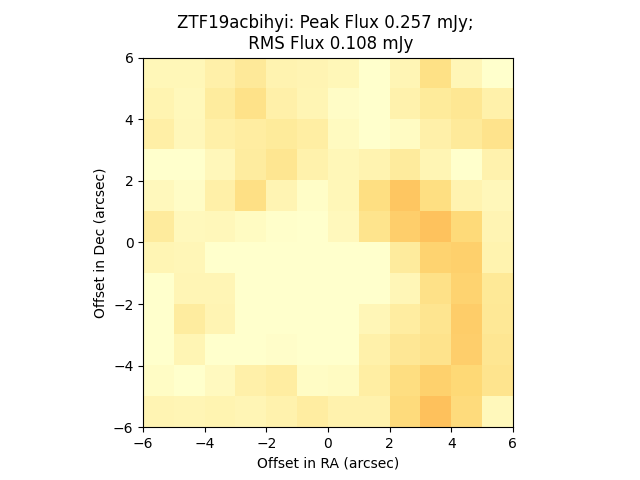 ZTF19acbihyi: Peak Flux 0.257 mJy;
RMS Flux 0.108 mJy
6
4
2
0
−2
−4
−6
Offset in Dec (arcsec)
−6 −4 −2 0 2 4 6
Offset in RA (arcsec)